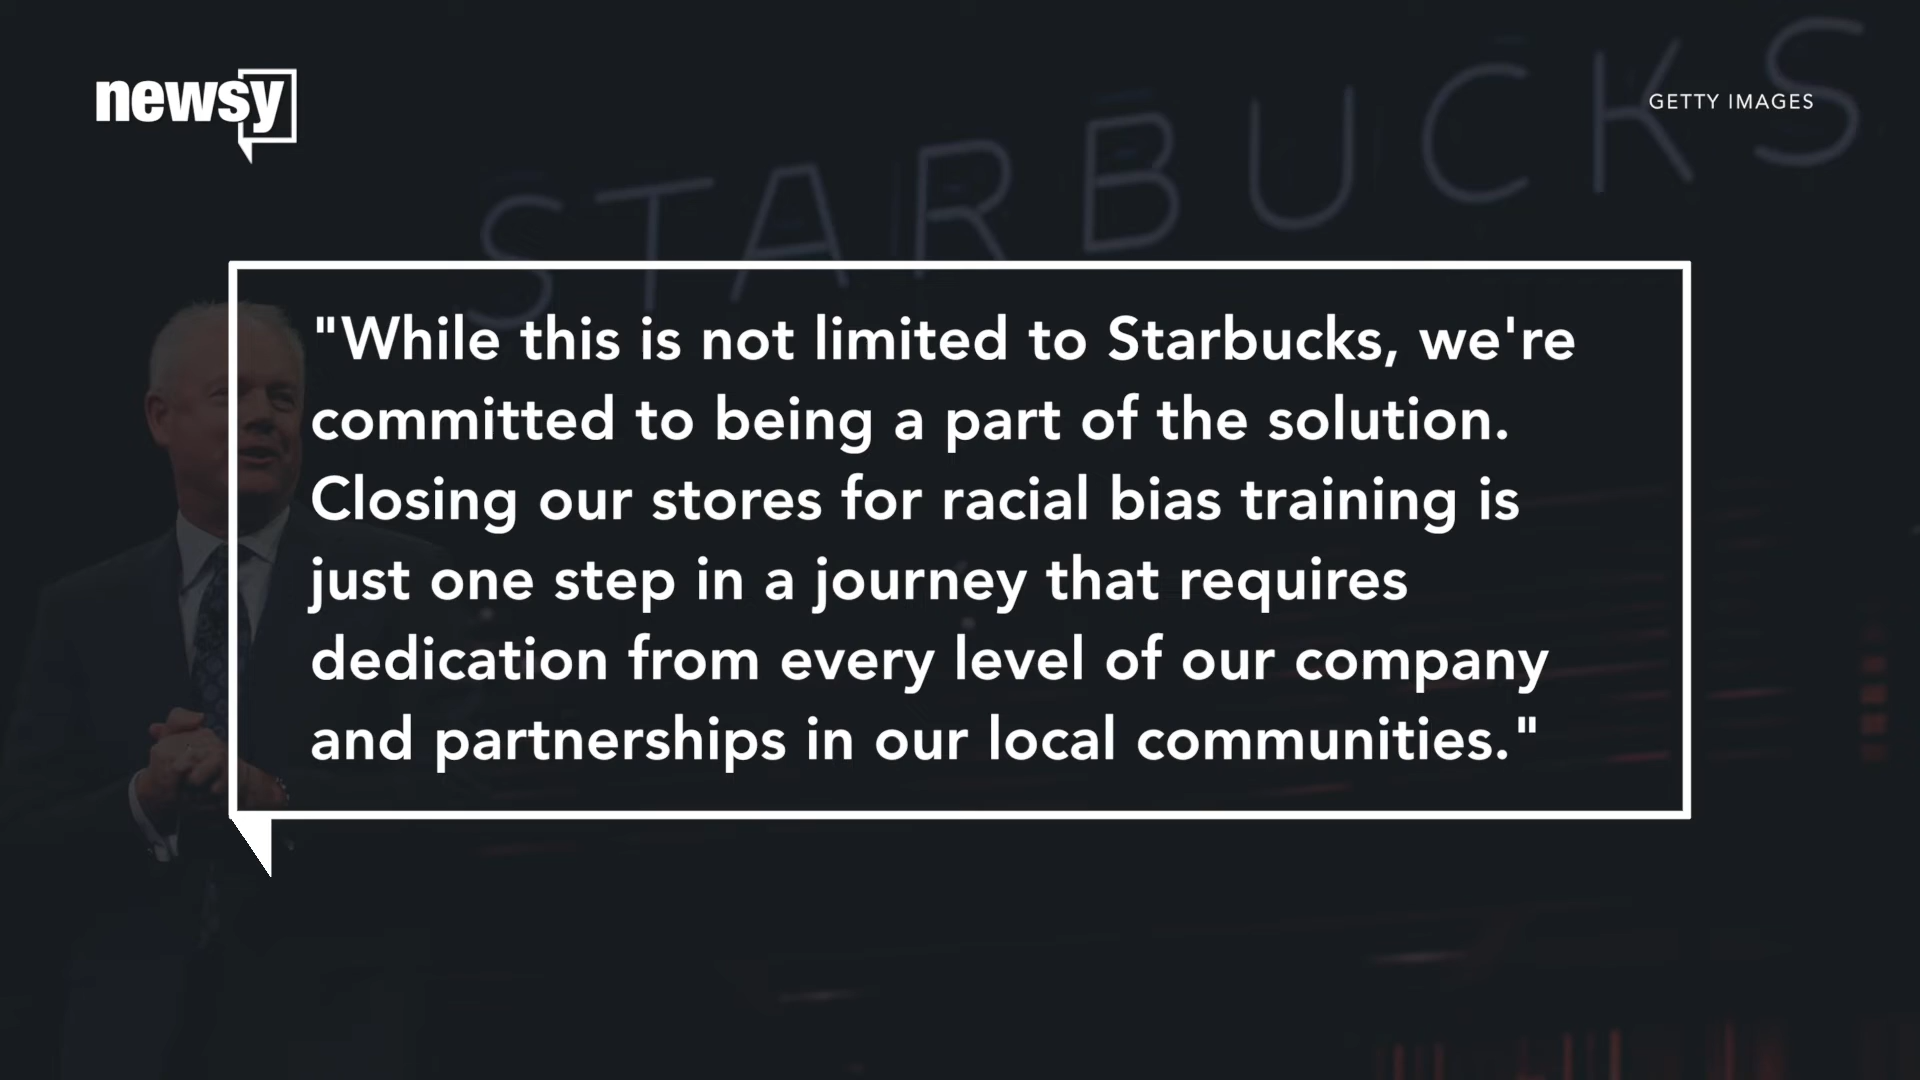 newsy
GETTY IMAGES
STARBUCKS
"While this is not limited to Starbucks, we're
committed to being a part of the solution.
Closing our stores for racial bias training is
just one step in a journey that requires
dedication from every level of our company
and partnerships in our local communities."